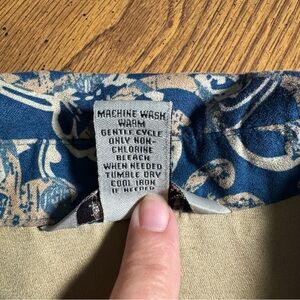 MACHINE WASH
WARM
GENTLE CYCLE
ONLY NON-
CHLORINE
BLEACH
WHEN NEEDED
TUMBLE DRY
COOL IRON
IF NEEDED